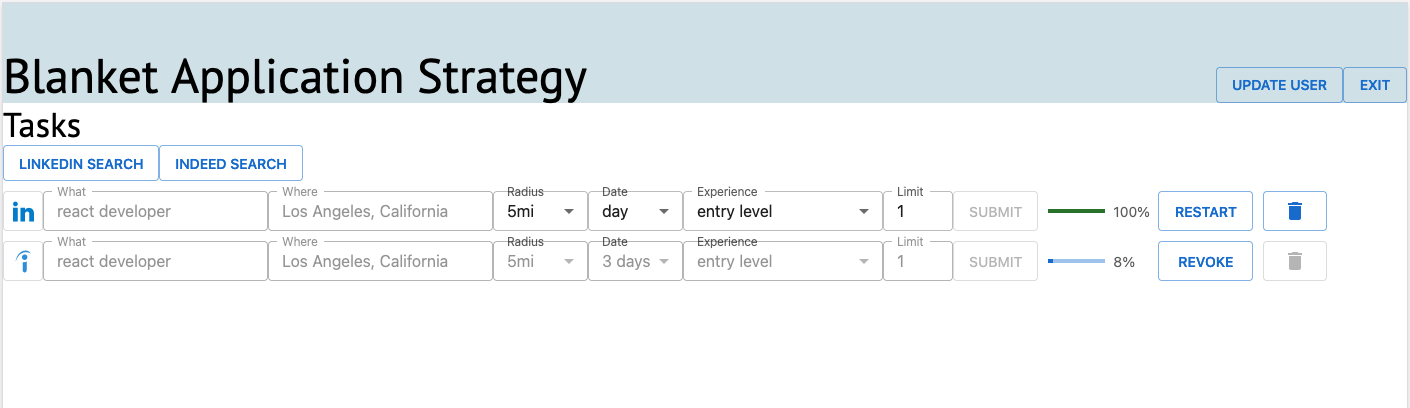 Blanket Application Strategy
UPDATE USER EXIT
Tasks
LINKEDIN SEARCH INDEED SEARCH
What Where Radius Date Experience Limit
in react developer Los Angeles, California 5mi day entry level 1 SUBMIT 100% RESTART
What Where Radius Date Experience Limit
react developer Los Angeles, California 5mi 3 days entry level 1 SUBMIT 8% REVOKE